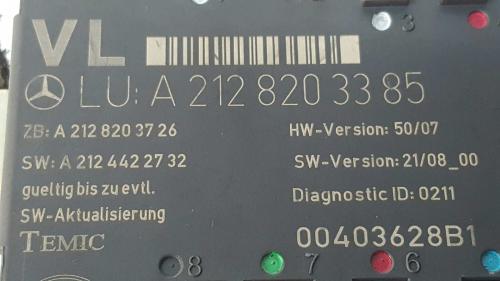 3
VL
LU: A 212 820 33 85
ZB: A 212 820 37 26 HW-Version: 50/07
SW: A 212 442 27 32 SW-Version: 21/08_00
gueltig bis zu evtl. Diagnostic ID: 0211
SW-Aktualisierung
TEMIC 00403628B1
8 7 6